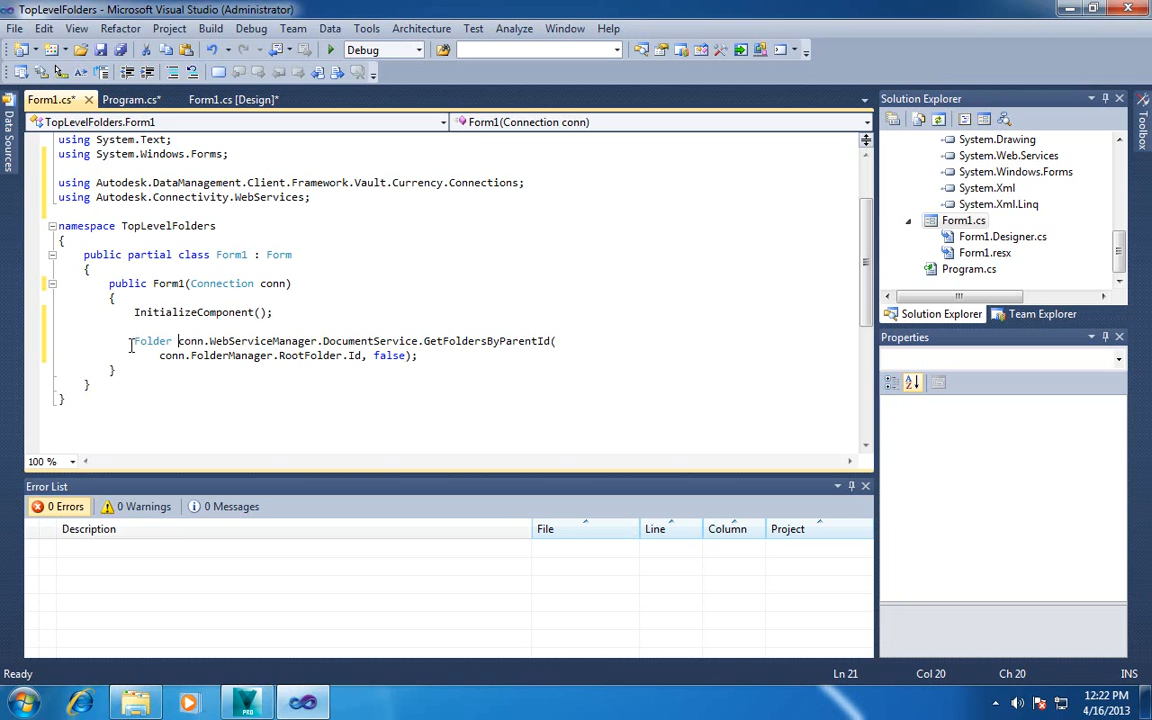 TopLevelFolders - Microsoft Visual Studio (Administrator)
File Edit View Refactor Project Build Debug Team Data Tools Architecture Test Analyze Window Help
Debug
Form1.cs* Program.cs* Form1.cs [Design]*
TopLevelFolders.Form1 Form1(Connection conn)
using System.Text;
using System.Windows.Forms;
using Autodesk.DataManagement.Client.Framework.Vault.Currency.Connections;
using Autodesk.Connectivity.WebServices;
namespace TopLevelFolders
{
public partial class Form1 : Form
{
public Form1(Connection conn)
{
InitializeComponent();
Folder conn.WebServiceManager.DocumentService.GetFoldersByParentId(
conn.FolderManager.RootFolder.Id, false);
}
}
}
100 %
Data Sources
Solution Explorer
System.Drawing
System.Web.Services
System.Windows.Forms
System.Xml
System.Xml.Linq
Form1.cs
Form1.Designer.cs
Form1.resx
Program.cs
Solution Explorer Team Explorer
Properties
Toolbox
Error List
0 Errors 0 Warnings 0 Messages
Description File Line Column Project
Ready Ln 21 Col 20 Ch 20 INS
PRO
12:22 PM
4/16/2013